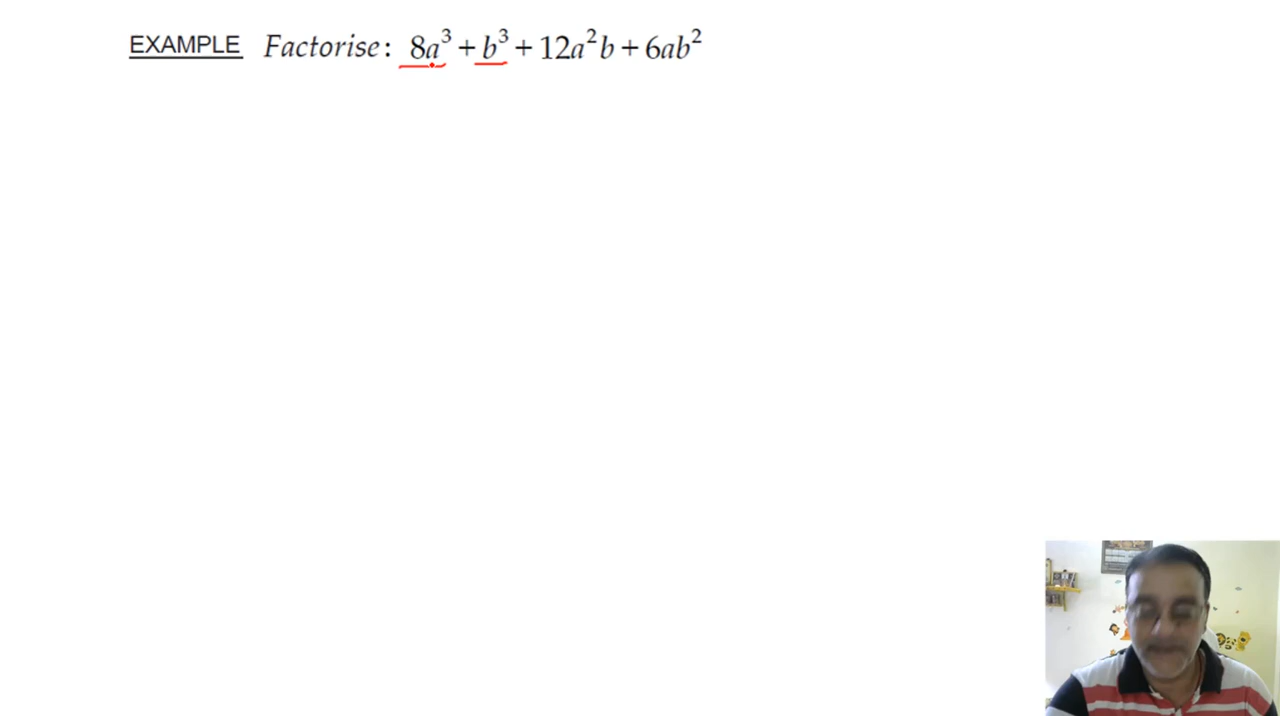 EXAMPLE Factorise: 8a³ + b³ + 12a²b + 6ab²